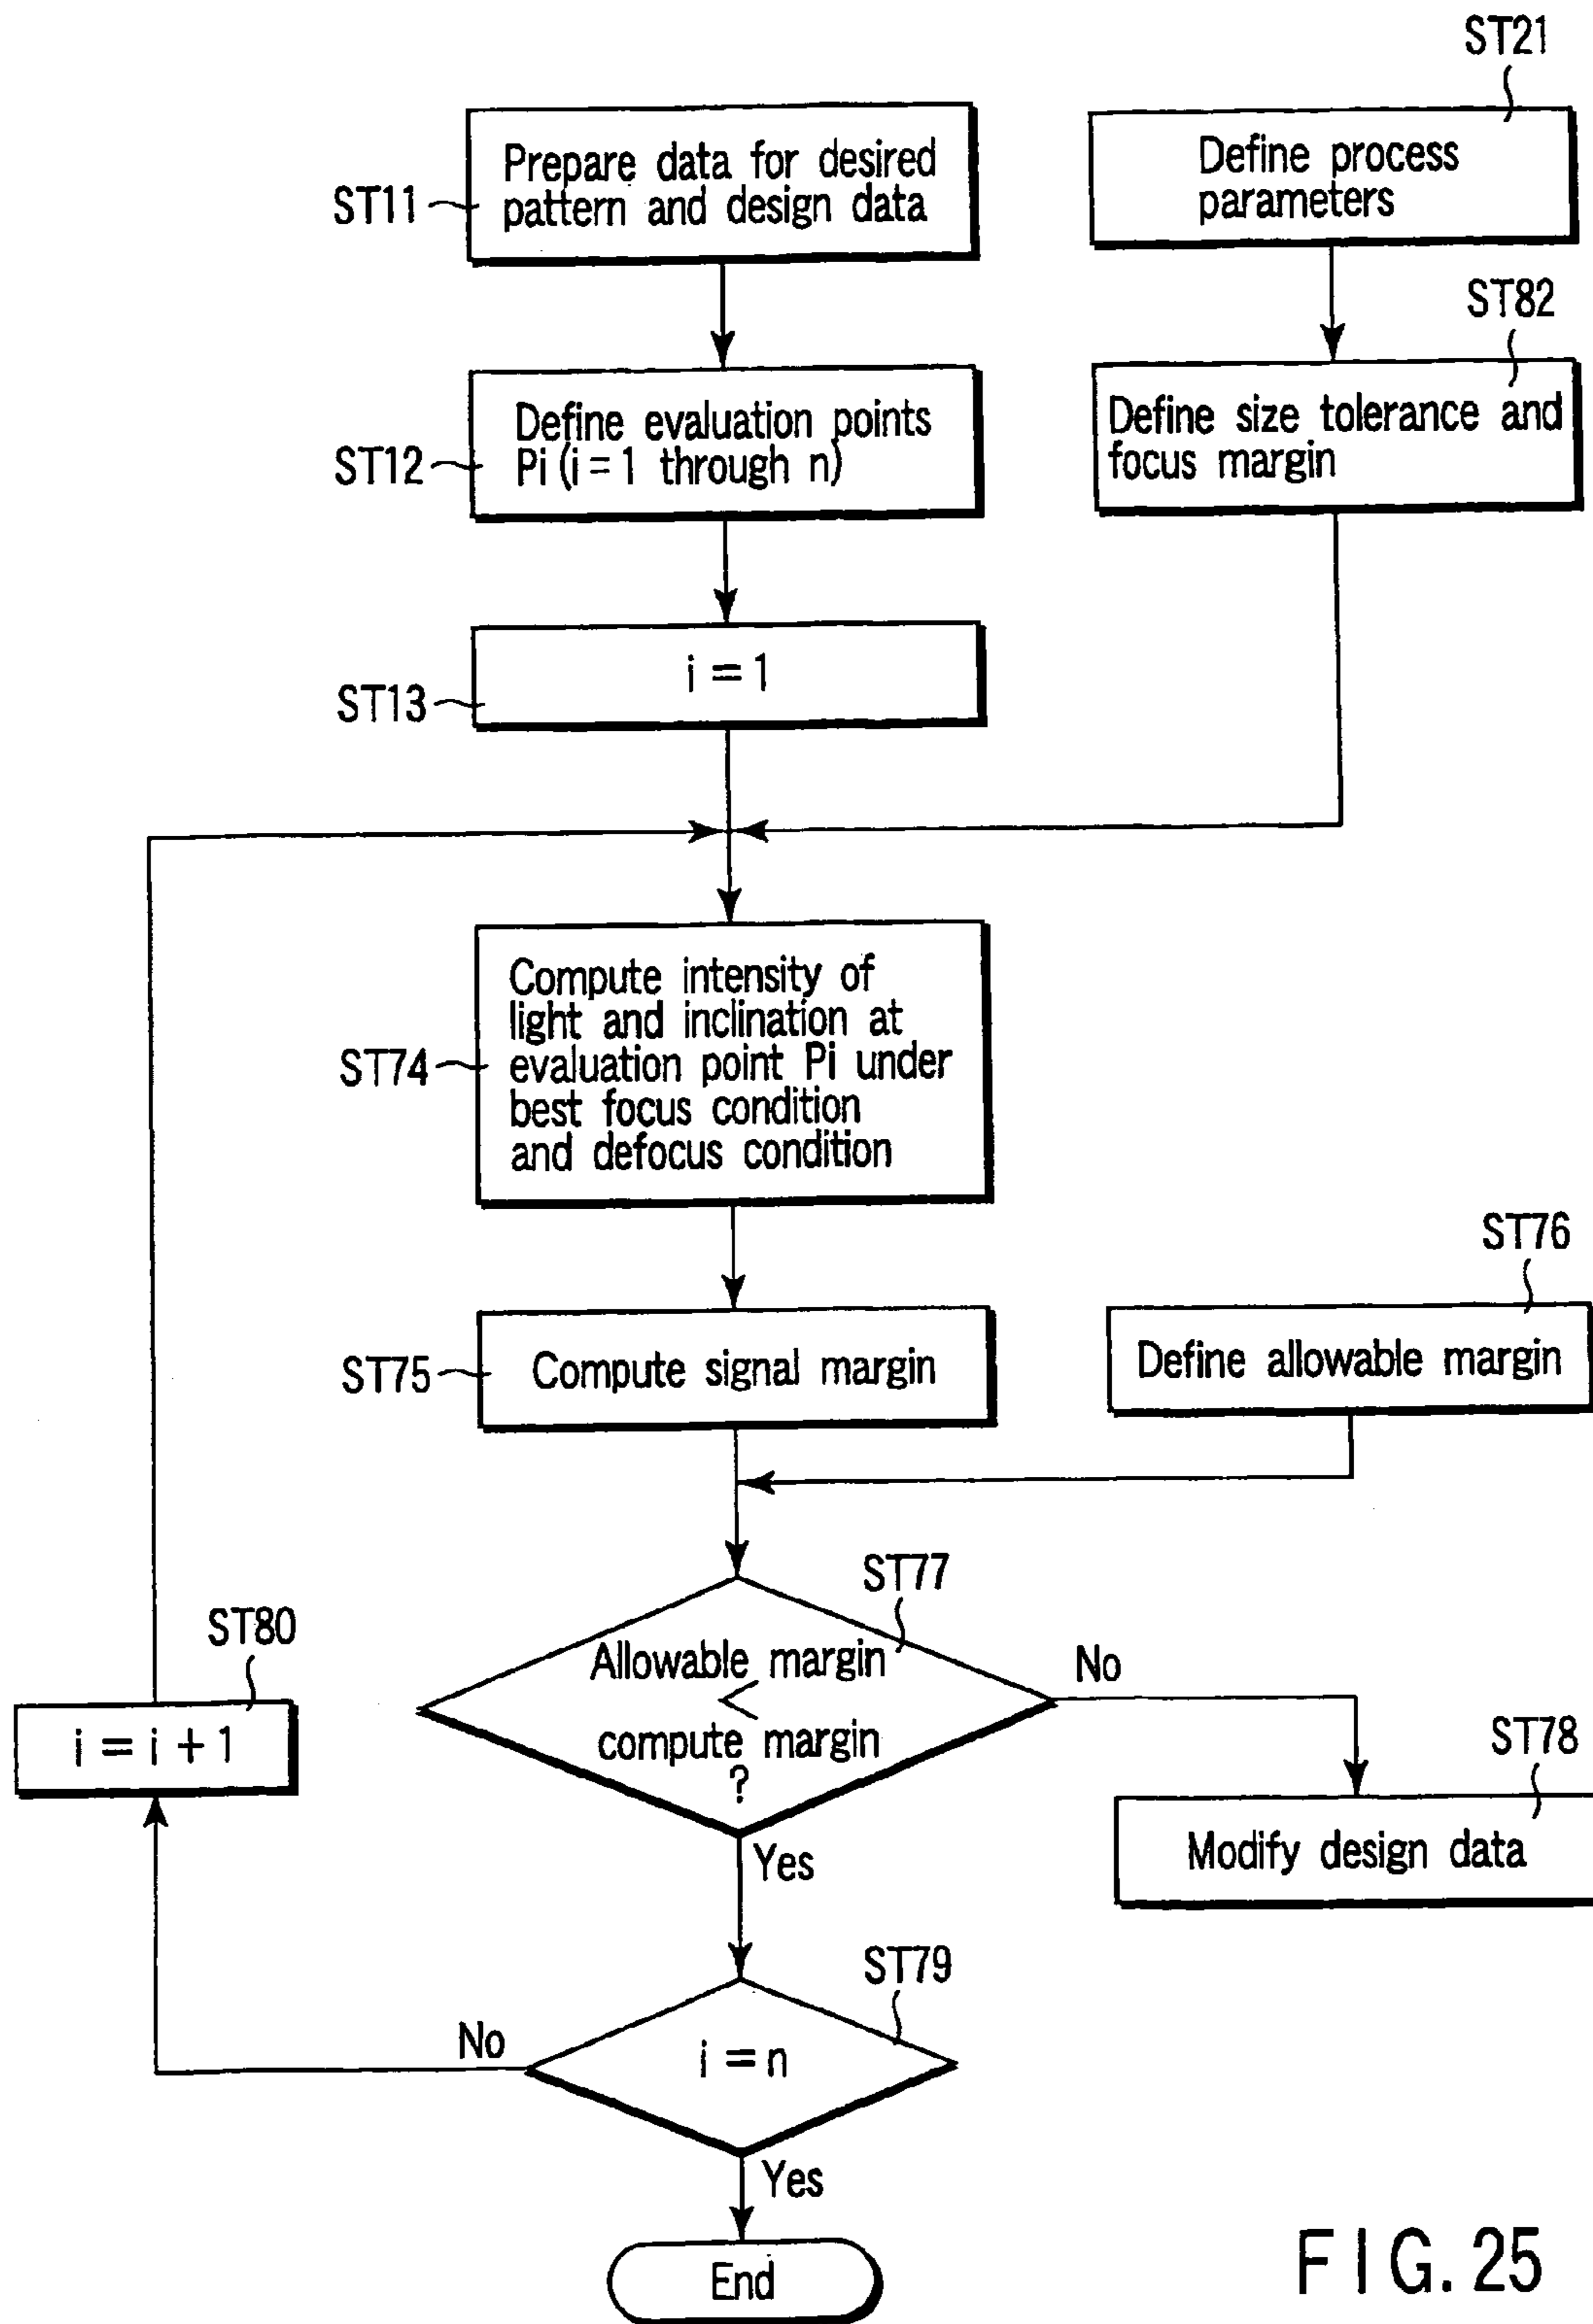 ST21
Prepare data for desired
pattern and design data
ST11
Define process
parameters
ST82
Define evaluation points
Pi (i = 1 through n)
ST12
Define size tolerance and
focus margin
i = 1
ST13
Compute intensity of
light and inclination at
evaluation point Pi under
best focus condition
and defocus condition
ST74
ST76
Compute signal margin
ST75
Define allowable margin
ST77
Allowable margin
<
compute margin
?
No
ST80
i = i + 1
ST78
Modify design data
Yes
ST79
i = n
No
Yes
End
FIG. 25